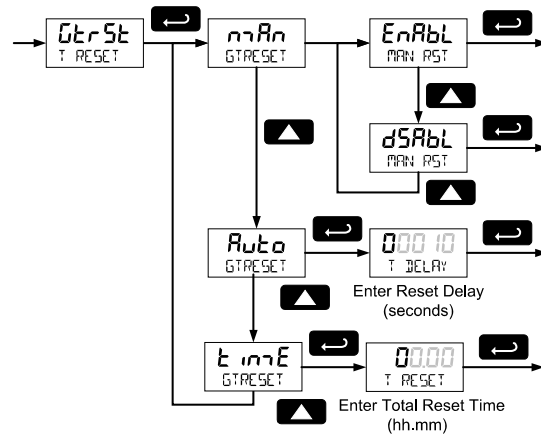 GtrSt
T RESET
mAn
GTRESET
EnAbL
MAN RST
dSAbL
MAN RST
Auto
GTRESET
00010
T DELAY
Enter Reset Delay
(seconds)
timE
GTRESET
00.00
T RESET
Enter Total Reset Time
(hh.mm)